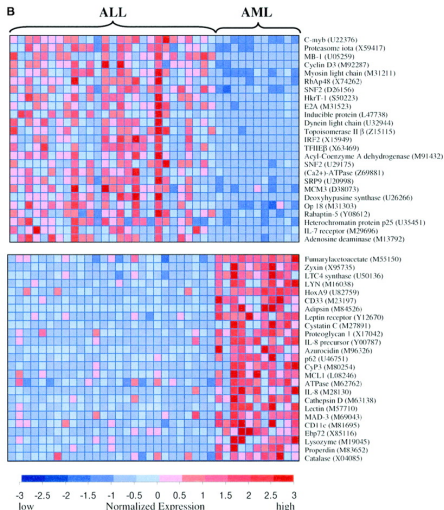 B
ALL AML
C-myb (U22376)
Proteasome iota (X59417)
MB-1 (U05259)
Cyclin D3 (M92287)
Myosin light chain (M31211)
RbAp48 (X74262)
SNF2 (D26156)
HkrT-1 (S50223)
E2A (M31523)
Inducible protein (L47738)
Dynein light chain (U32944)
Topoisomerase II β (Z15115)
IRF2 (X15949)
TFIIEβ (X63469)
Acyl-Coenzyme A dehydrogenase (M91432)
SNF2 (U29175)
(Ca2+)-ATPase (Z69881)
SRP9 (U20998)
MCM3 (D38073)
Deoxyhypusine synthase (U26266)
Op 18 (M31303)
Rabaptin-5 (Y08612)
Heterochromatin protein p25 (U35451)
IL-7 receptor (M29696)
Adenosine deaminase (M13792)
Fumarylacetoacetate (M55150)
Zyxin (X95735)
LTC4 synthase (U50136)
LYN (M16038)
HoxA9 (U82759)
CD33 (M23197)
Adipsin (M84526)
Leptin receptor (Y12670)
Cystatin C (M27891)
Proteoglycan 1 (X17042)
IL-8 precursor (Y00787)
Azurocidin (M96326)
p62 (U46751)
CyP3 (M80254)
MCL1 (L08246)
ATPase (M62762)
IL-8 (M28130)
Cathepsin D (M63138)
Lectin (M57710)
MAD-3 (M69043)
CD11c (M81695)
Ebp72 (X85116)
Lysozyme (M19045)
Properdin (M83652)
Catalase (X04085)
-3 -2.5 -2 -1.5 -1 -0.5 0 0.5 1 1.5 2 2.5 3
low Normalized Expression high